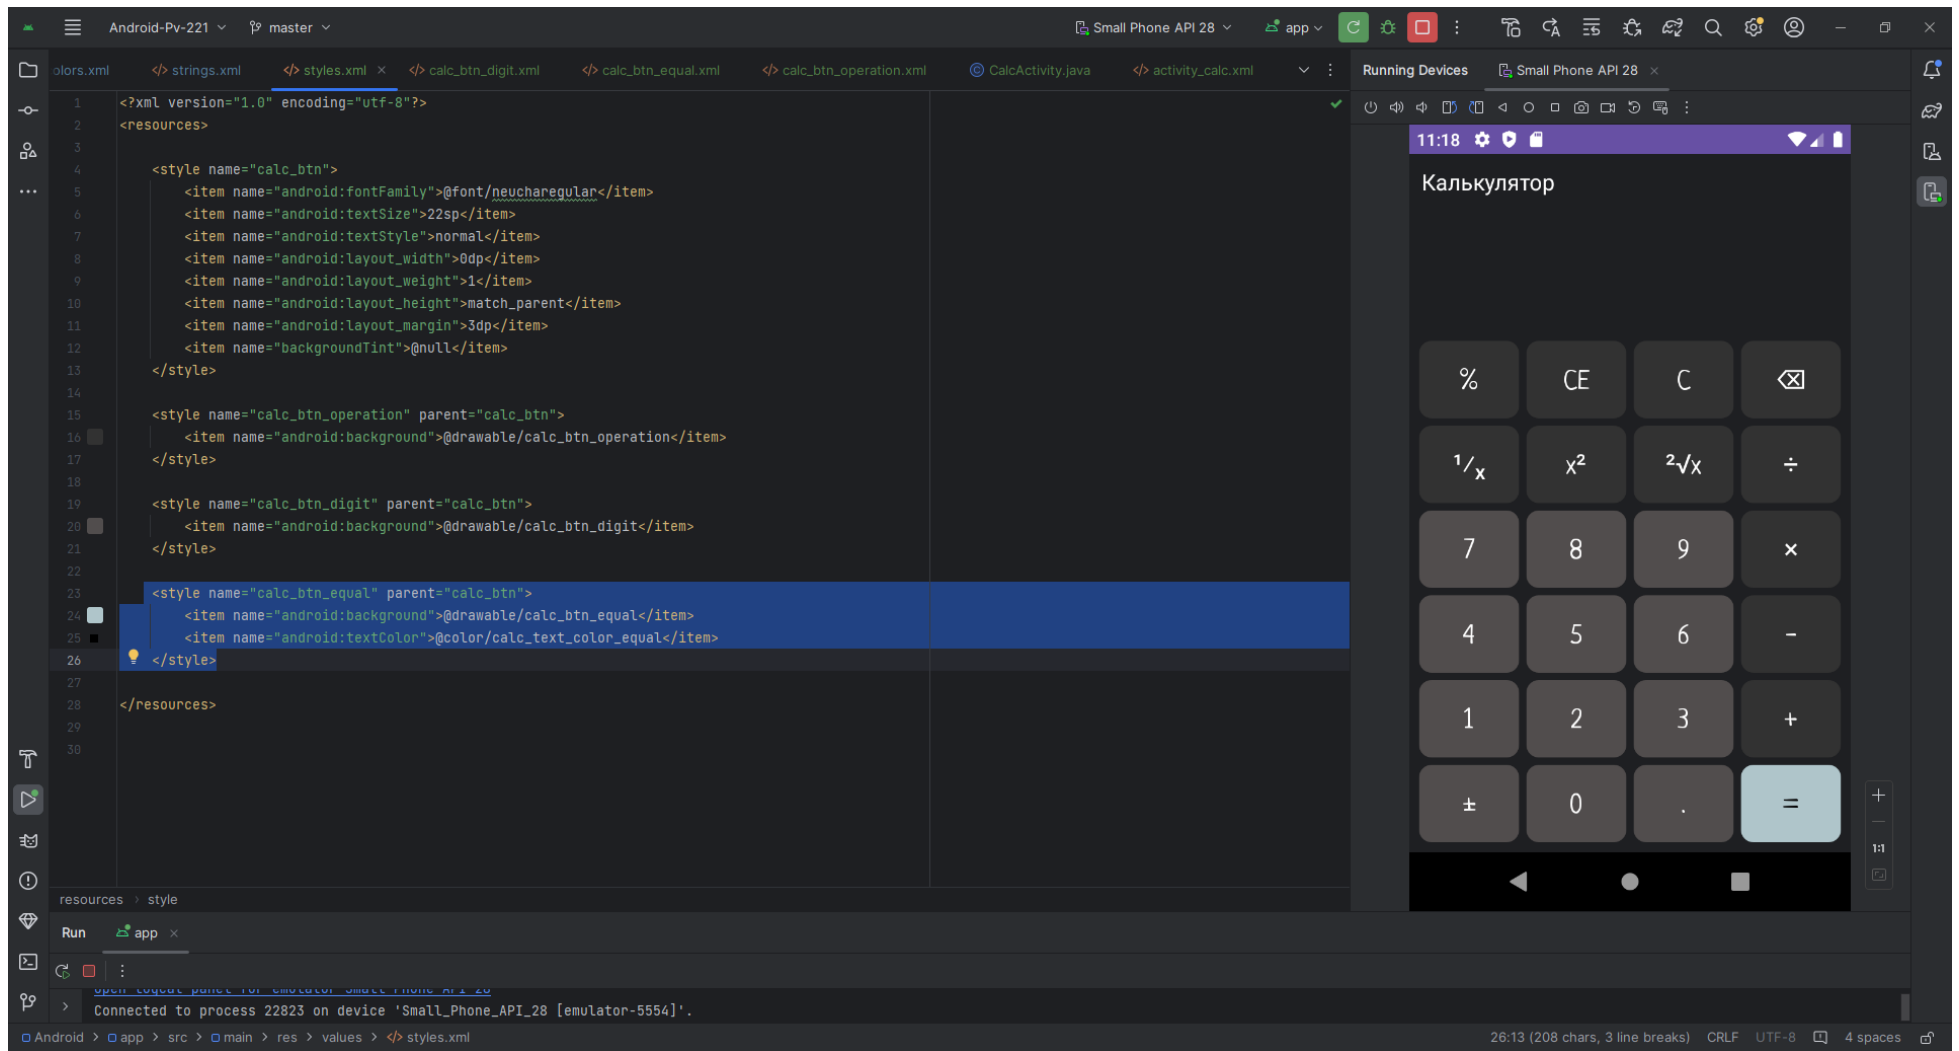 Android-Pv-221 master Small Phone API 28 app
olors.xml strings.xml styles.xml calc_btn_digit.xml calc_btn_equal.xml calc_btn_operation.xml CalcActivity.java activity_calc.xml
Running Devices Small Phone API 28
1 <?xml version="1.0" encoding="utf-8"?>
2 <resources>
3
4 <style name="calc_btn">
5 <item name="android:fontFamily">@font/neucharegular</item>
6 <item name="android:textSize">22sp</item>
7 <item name="android:textStyle">normal</item>
8 <item name="android:layout_width">0dp</item>
9 <item name="android:layout_weight">1</item>
10 <item name="android:layout_height">match_parent</item>
11 <item name="android:layout_margin">3dp</item>
12 <item name="backgroundTint">@null</item>
13 </style>
14
15 <style name="calc_btn_operation" parent="calc_btn">
16 <item name="android:background">@drawable/calc_btn_operation</item>
17 </style>
18
19 <style name="calc_btn_digit" parent="calc_btn">
20 <item name="android:background">@drawable/calc_btn_digit</item>
21 </style>
22
23 <style name="calc_btn_equal" parent="calc_btn">
24 <item name="android:background">@drawable/calc_btn_equal</item>
25 <item name="android:textColor">@color/calc_text_color_equal</item>
26 </style>
27
28 </resources>
29
30
resources > style
11:18
Калькулятор
% CE C ⌫
¹/ₓ x² ²√x ÷
7 8 9 ×
4 5 6 -
1 2 3 +
± 0 . =
1:1
Run app
Open logcat panel for emulator Small Phone API 28
Connected to process 22823 on device 'Small_Phone_API_28 [emulator-5554]'.
Android > app > src > main > res > values > styles.xml
26:13 (208 chars, 3 line breaks) CRLF UTF-8 4 spaces